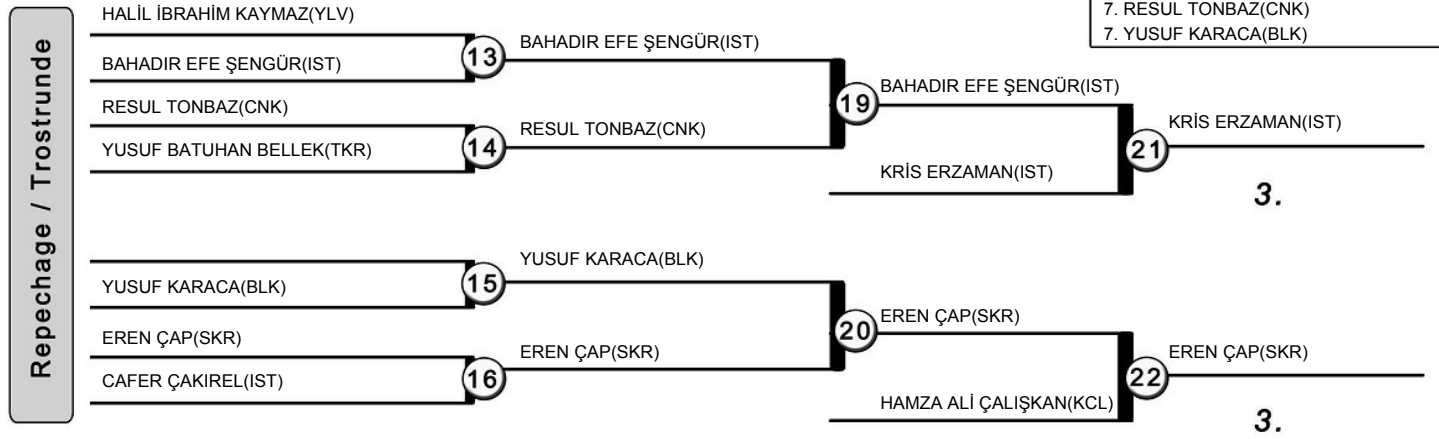 Repechage / Trostrunde
7. RESUL TONBAZ(CNK)
7. YUSUF KARACA(BLK)
HALİL İBRAHİM KAYMAZ(YLV)
BAHADIR EFE ŞENGÜR(IST)
13
BAHADIR EFE ŞENGÜR(IST)
RESUL TONBAZ(CNK)
YUSUF BATUHAN BELLEK(TKR)
14
RESUL TONBAZ(CNK)
19
BAHADIR EFE ŞENGÜR(IST)
KRİS ERZAMAN(IST)
21
KRİS ERZAMAN(IST)
3.
YUSUF KARACA(BLK)
15
YUSUF KARACA(BLK)
EREN ÇAP(SKR)
CAFER ÇAKIREL(IST)
16
EREN ÇAP(SKR)
20
EREN ÇAP(SKR)
HAMZA ALİ ÇALIŞKAN(KCL)
22
EREN ÇAP(SKR)
3.